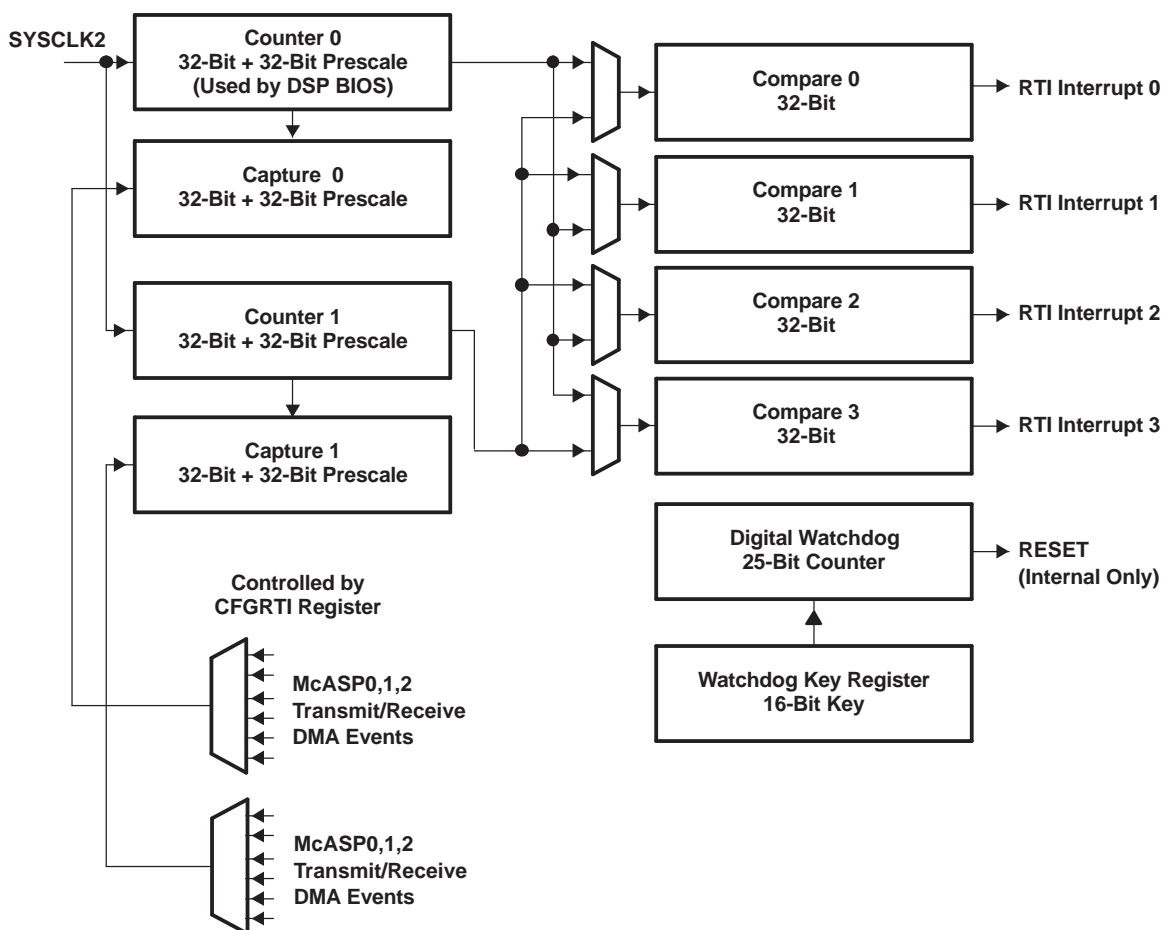 SYSCLK2
Counter 0
32-Bit + 32-Bit Prescale
(Used by DSP BIOS)
Capture 0
32-Bit + 32-Bit Prescale
Counter 1
32-Bit + 32-Bit Prescale
Capture 1
32-Bit + 32-Bit Prescale
Compare 0
32-Bit
RTI Interrupt 0
Compare 1
32-Bit
RTI Interrupt 1
Compare 2
32-Bit
RTI Interrupt 2
Compare 3
32-Bit
RTI Interrupt 3
Digital Watchdog
25-Bit Counter
RESET
(Internal Only)
Watchdog Key Register
16-Bit Key
Controlled by
CFGRTI Register
McASP0,1,2
Transmit/Receive
DMA Events
McASP0,1,2
Transmit/Receive
DMA Events